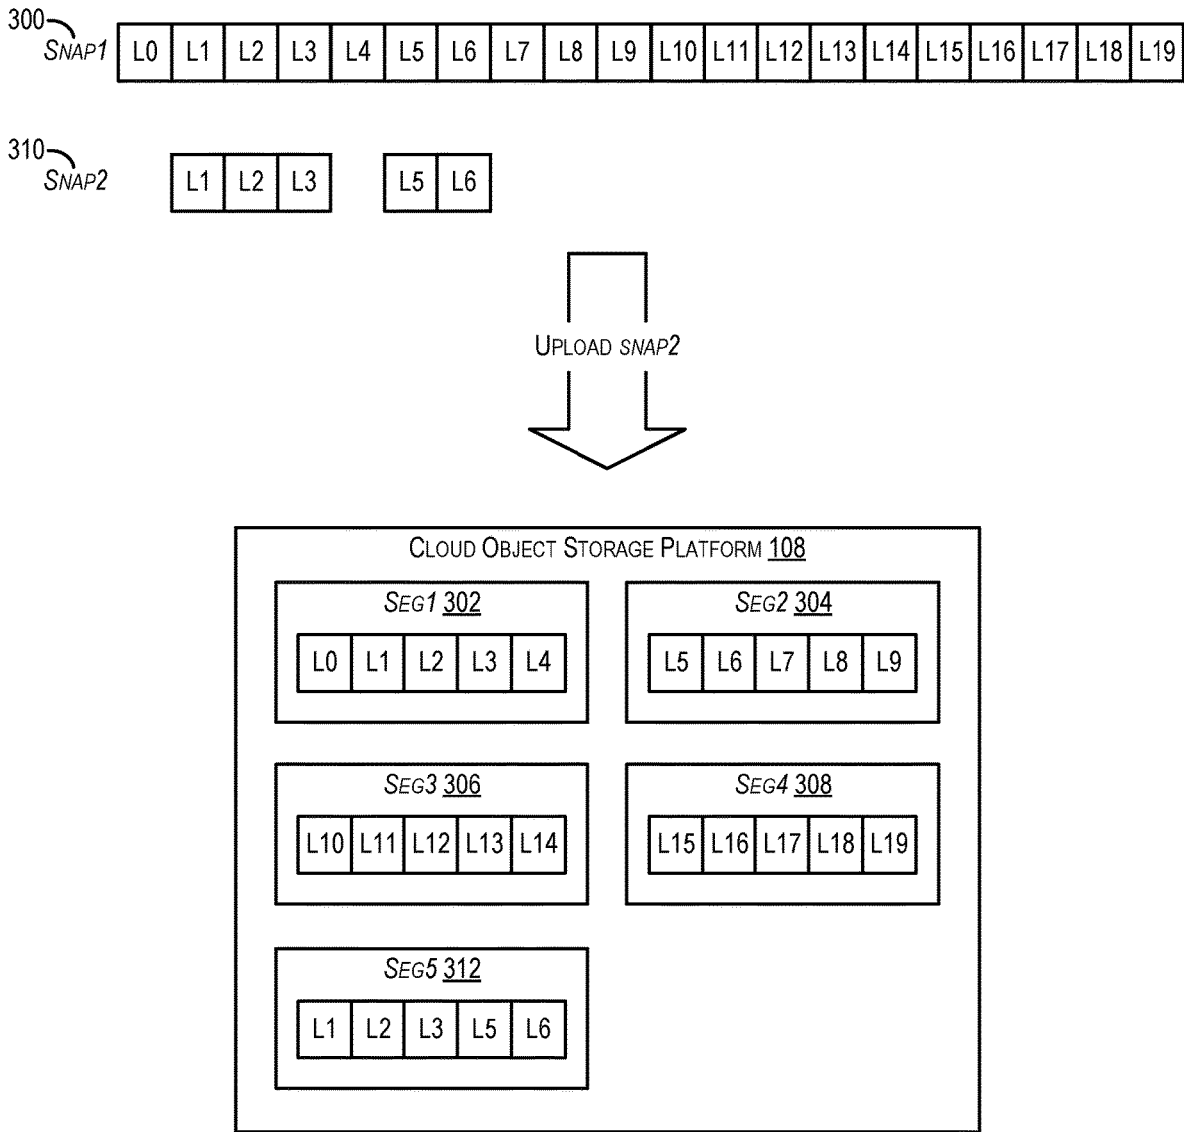 300
SNAP1 L0 L1 L2 L3 L4 L5 L6 L7 L8 L9 L10 L11 L12 L13 L14 L15 L16 L17 L18 L19
310
SNAP2 L1 L2 L3 L5 L6
UPLOAD SNAP2
CLOUD OBJECT STORAGE PLATFORM 108
SEG1 302 SEG2 304
L0 L1 L2 L3 L4 L5 L6 L7 L8 L9
SEG3 306 SEG4 308
L10 L11 L12 L13 L14 L15 L16 L17 L18 L19
SEG5 312
L1 L2 L3 L5 L6